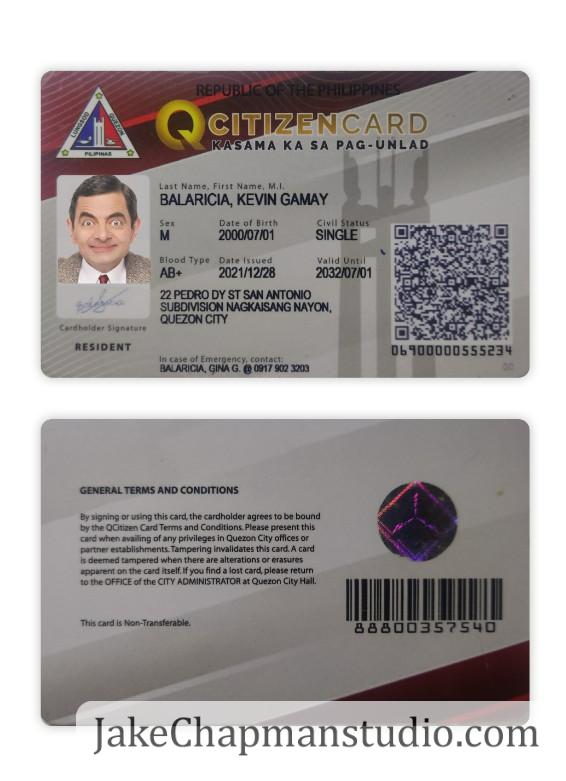 REPUBLIC OF THE PHILIPPINES
LUNGSOD QUEZON
PILIPINAS
QCITIZENCARD
KASAMA KA SA PAG-UNLAD
Last Name, First Name, M.I.
BALARICIA, KEVIN GAMAY
Sex Date of Birth Civil Status
M 2000/07/01 SINGLE
Blood Type Date Issued Valid Until
AB+ 2021/12/28 2032/07/01
22 PEDRO DY ST SAN ANTONIO
SUBDIVISION NAGKAISANG NAYON,
QUEZON CITY
Cardholder Signature
RESIDENT
In case of Emergency, contact:
BALARICIA, GINA G. @ 0917 902 3203
06900000555234
00
GENERAL TERMS AND CONDITIONS
By signing or using this card, the cardholder agrees to be bound
by the QCitizen Card Terms and Conditions. Please present this
card when availing of any privileges in Quezon City offices or
partner establishments. Tampering invalidates this card. A card
is deemed tampered when there are alterations or erasures
apparent on the card itself. If you find a lost card, please return
to the OFFICE of the CITY ADMINISTRATOR at Quezon City Hall.
This card is Non-Transferable.
88800357540
JakeChapmanstudio.com